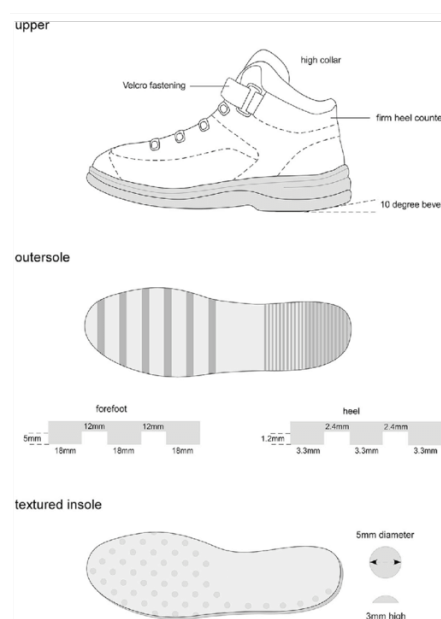 upper
high collar
Velcro fastening
firm heel counte
10 degree beve
outersole
forefoot
heel
12mm 12mm
5mm
18mm 18mm 18mm
2.4mm 2.4mm
1.2mm
3.3mm 3.3mm 3.3mm
textured insole
5mm diameter
3mm high